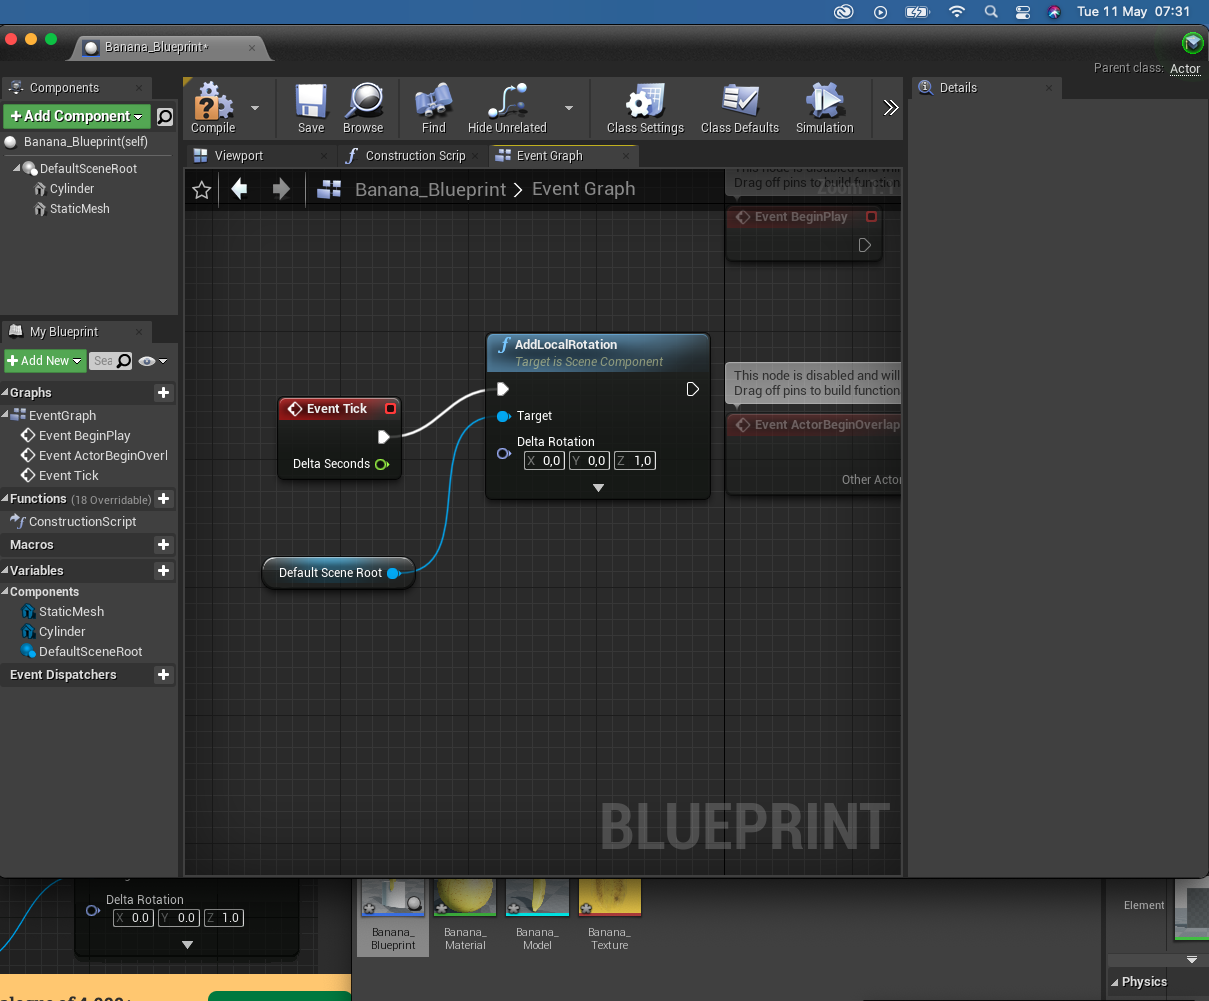 Tue 11 May 07:31
Banana_Blueprint*
Parent class: Actor
Components
Add Component
Banana_Blueprint(self)
DefaultSceneRoot
Cylinder
StaticMesh
Compile
Save
Browse
Find
Hide Unrelated
Class Settings
Class Defaults
Simulation
Details
Viewport
Construction Scrip
Event Graph
Banana_Blueprint > Event Graph
Zoom 1:1
This node is disabled and will
Drag off pins to build function
Event BeginPlay
AddLocalRotation
Target is Scene Component
Target
Delta Rotation
X 0,0 Y 0,0 Z 1,0
Event Tick
Delta Seconds
Default Scene Root
This node is disabled and will
Drag off pins to build function
Event ActorBeginOverlap
Other Actor
BLUEPRINT
My Blueprint
Add New
Sea
Graphs
EventGraph
Event BeginPlay
Event ActorBeginOverl
Event Tick
Functions (18 Overridable)
ConstructionScript
Macros
Variables
Components
StaticMesh
Cylinder
DefaultSceneRoot
Event Dispatchers
Delta Rotation
X 0.0 Y 0.0 Z 1.0
Banana_
Blueprint
Banana_
Material
Banana_
Model
Banana_
Texture
Element
Physics